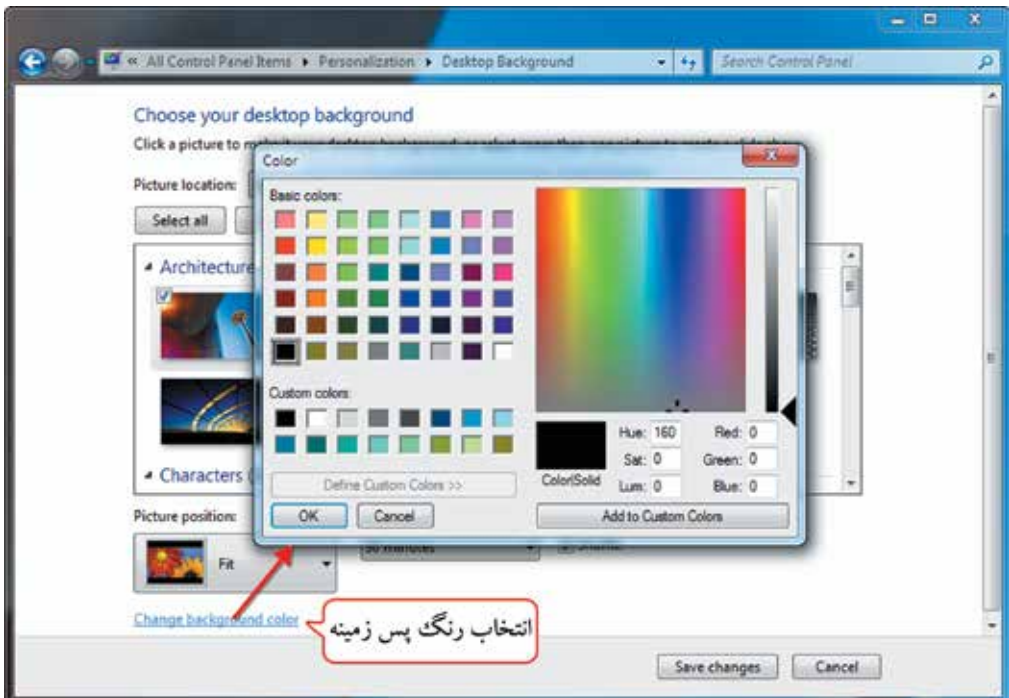 « All Control Panel Items ▸ Personalization ▸ Desktop Background
Search Control Panel
Choose your desktop background
Click a picture to
Picture location:
Select all
Architecture
Characters
Color
Basic colors:
Custom colors:
Define Custom Colors >>
OK Cancel
Color|Solid
Hue: 160 Red: 0
Sat: 0 Green: 0
Lum: 0 Blue: 0
Add to Custom Colors
Picture position:
Fit
30 minutes
Change background color
انتخاب رنگ پس زمینه
Save changes Cancel